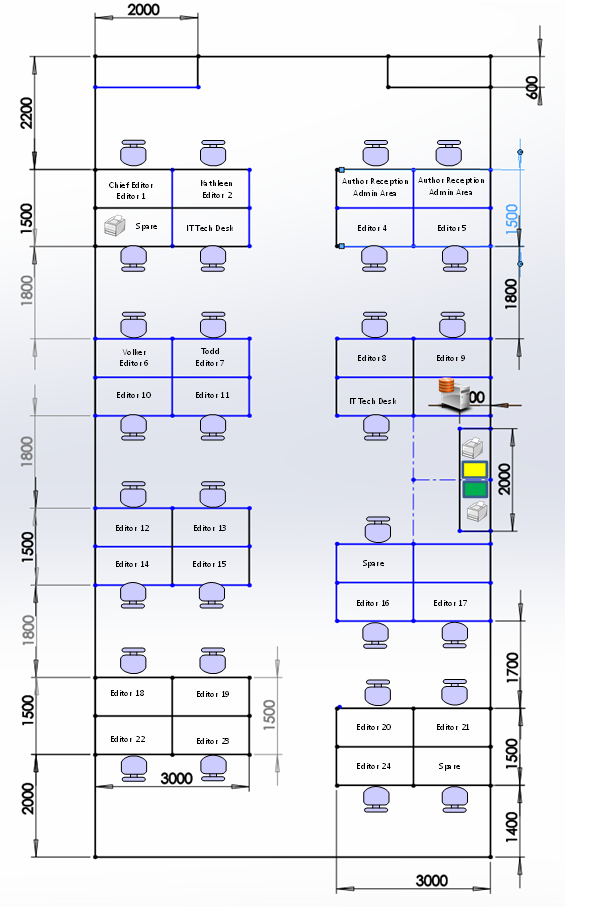 2000
600
2200
Chief Editor
Editor 1
Kathleen
Editor 2
Author Reception
Admin Area
Author Reception
Admin Area
1500
Spare
IT Tech Desk
Editor 4
Editor 5
1500
1800
1800
Volker
Editor 6
Todd
Editor 7
Editor 8
Editor 9
Editor 10
Editor 11
IT Tech Desk
00
1800
2000
Editor 12
Editor 13
1500
Editor 14
Editor 15
Spare
Editor 16
Editor 17
1800
1700
Editor 18
Editor 19
1500
1500
Editor 20
Editor 21
Editor 22
Editor 23
1500
Editor 24
Spare
3000
2000
1400
3000